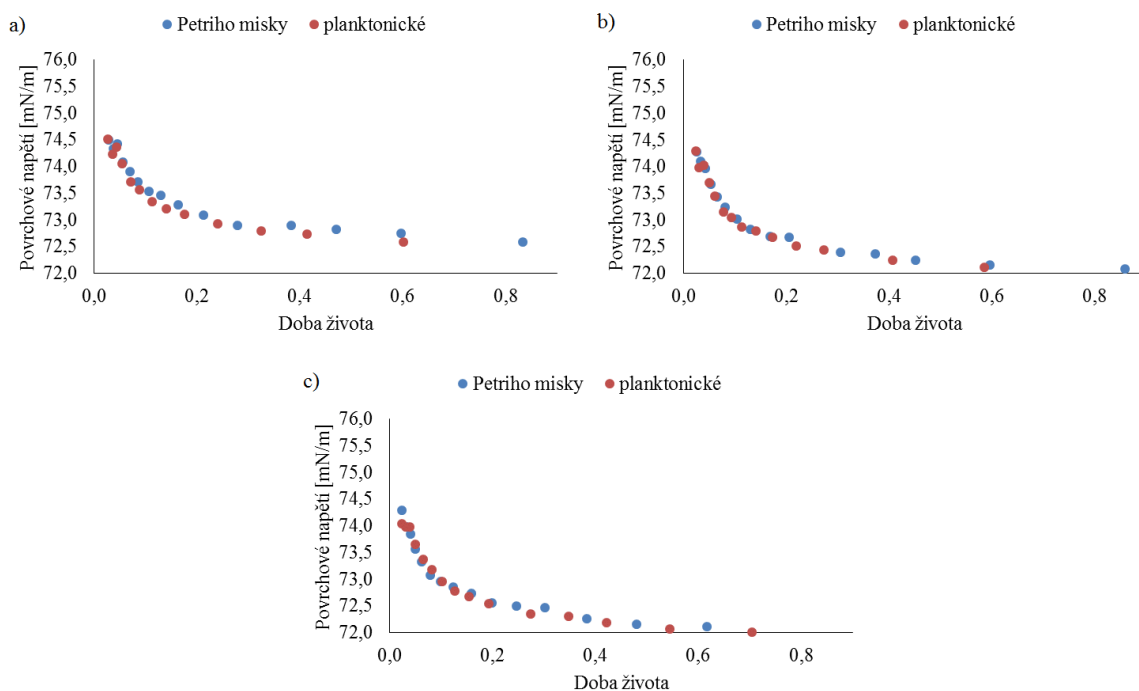 a)
Petriho misky planktonické
Povrchové napětí [mN/m]
76,0
75,5
75,0
74,5
74,0
73,5
73,0
72,5
72,0
0,0 0,2 0,4 0,6 0,8
Doba života
b)
Petriho misky planktonické
Povrchové napětí [mN/m]
76,0
75,5
75,0
74,5
74,0
73,5
73,0
72,5
72,0
0,0 0,2 0,4 0,6 0,8
Doba života
c)
Petriho misky planktonické
Povrchové napětí [mN/m]
76,0
75,5
75,0
74,5
74,0
73,5
73,0
72,5
72,0
0,0 0,2 0,4 0,6 0,8
Doba života